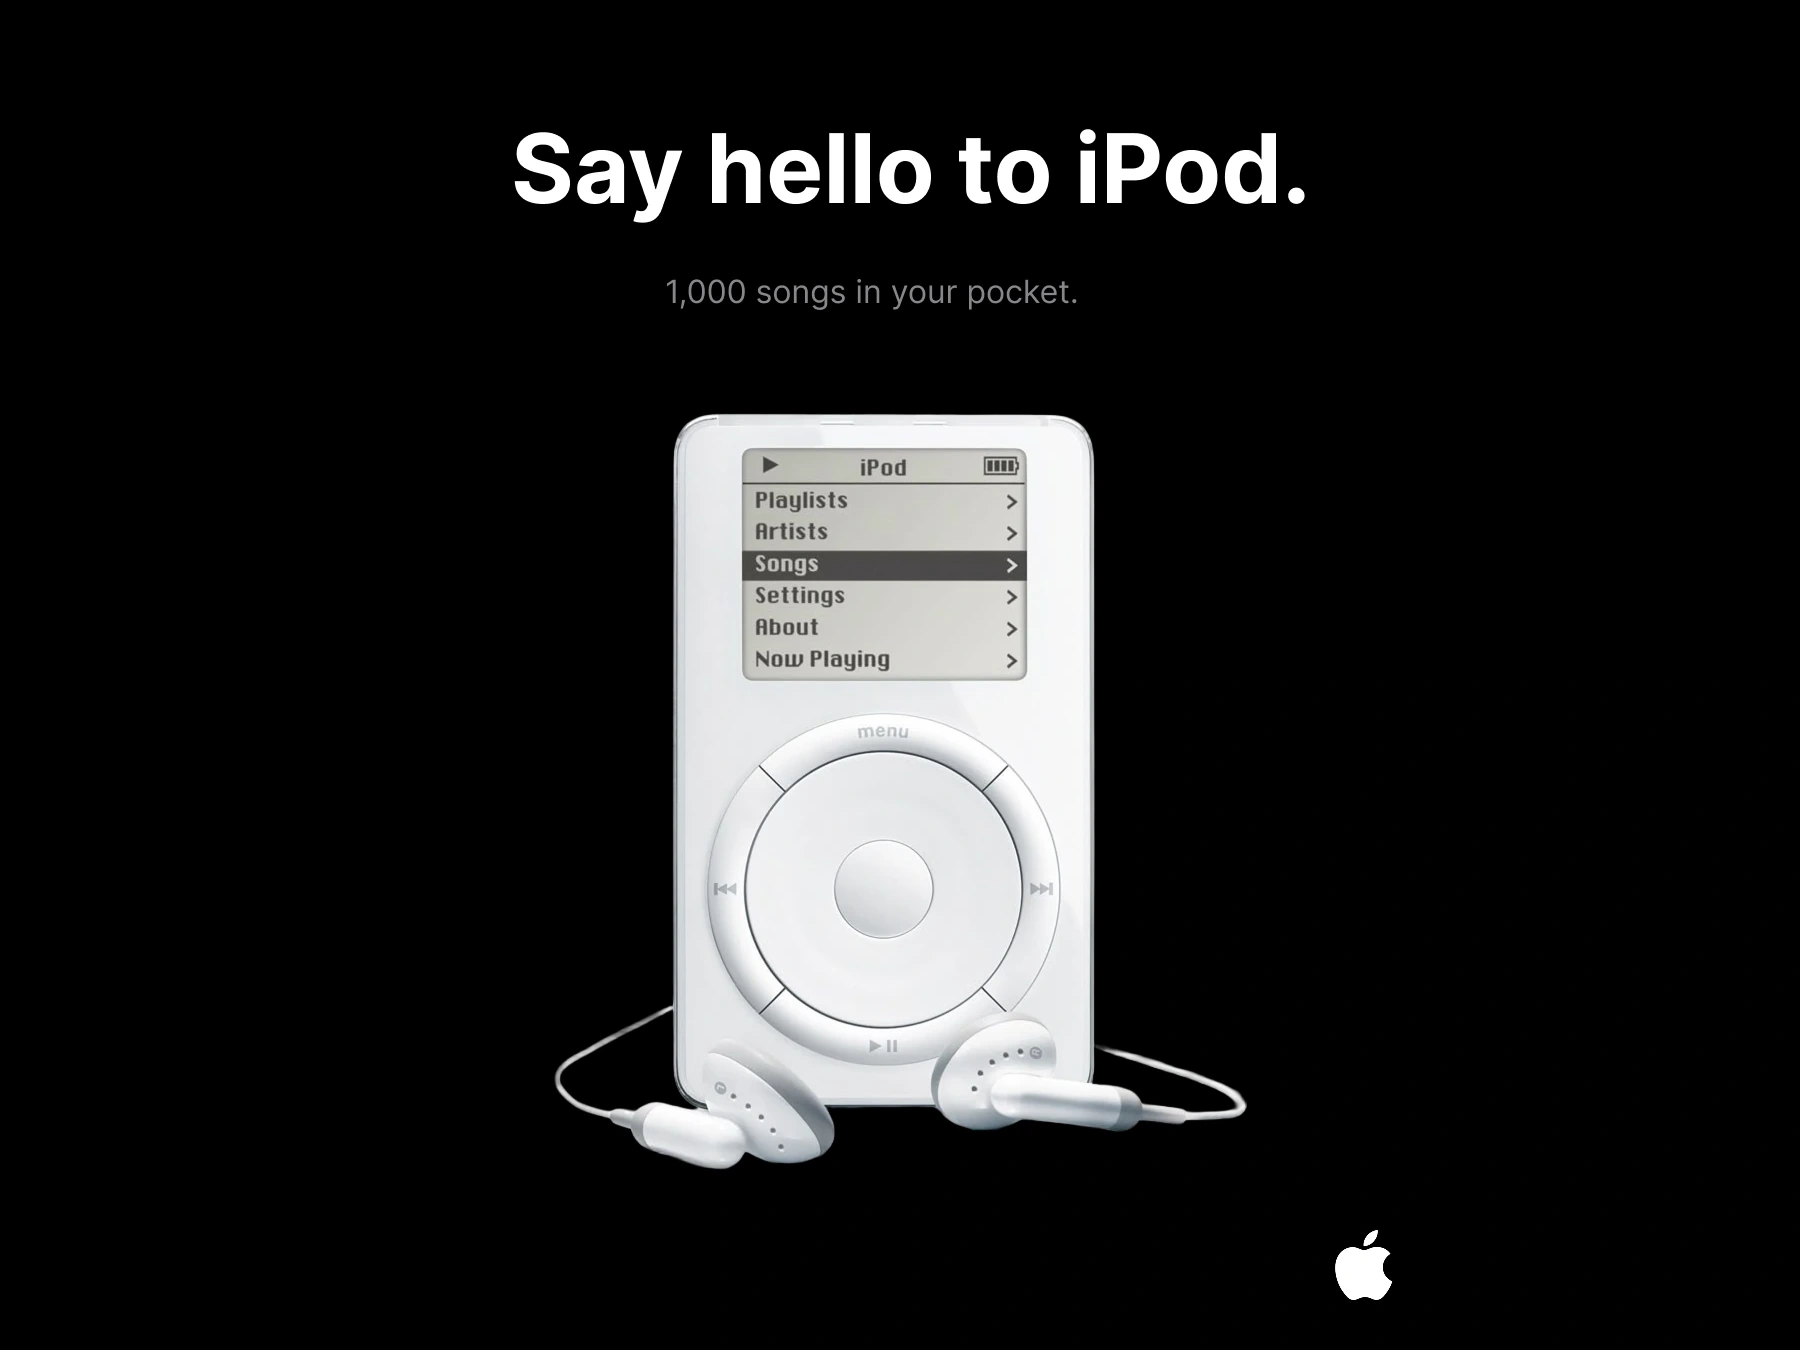 Say hello to iPod.
1,000 songs in your pocket.
iPod
Playlists
Artists
Songs
Settings
About
Now Playing
menu